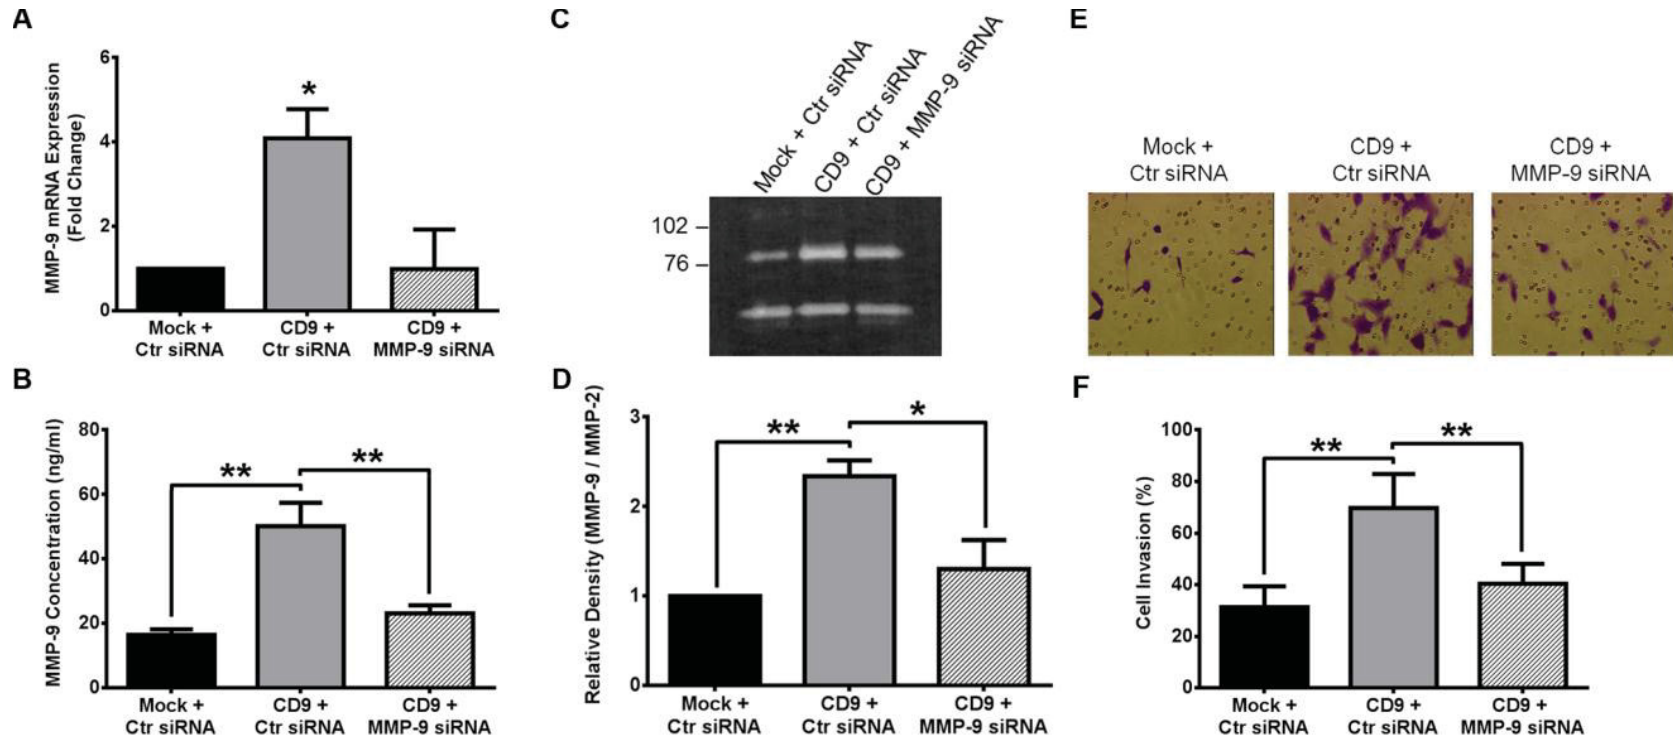 A
MMP-9 mRNA Expression
(Fold Change)
6
4
2
0
*
Mock +
Ctr siRNA
CD9 +
Ctr siRNA
CD9 +
MMP-9 siRNA
B
MMP-9 Concentration (ng/ml)
80
60
40
20
0
**
**
Mock +
Ctr siRNA
CD9 +
Ctr siRNA
CD9 +
MMP-9 siRNA
C
Mock + Ctr siRNA
CD9 + Ctr siRNA
CD9 + MMP-9 siRNA
102 –
76 –
D
Relative Density (MMP-9 / MMP-2)
3
2
1
0
**
*
Mock +
Ctr siRNA
CD9 +
Ctr siRNA
CD9 +
MMP-9 siRNA
E
Mock +
Ctr siRNA
CD9 +
Ctr siRNA
CD9 +
MMP-9 siRNA
F
Cell Invasion (%)
100
80
60
40
20
0
**
**
Mock +
Ctr siRNA
CD9 +
Ctr siRNA
CD9 +
MMP-9 siRNA